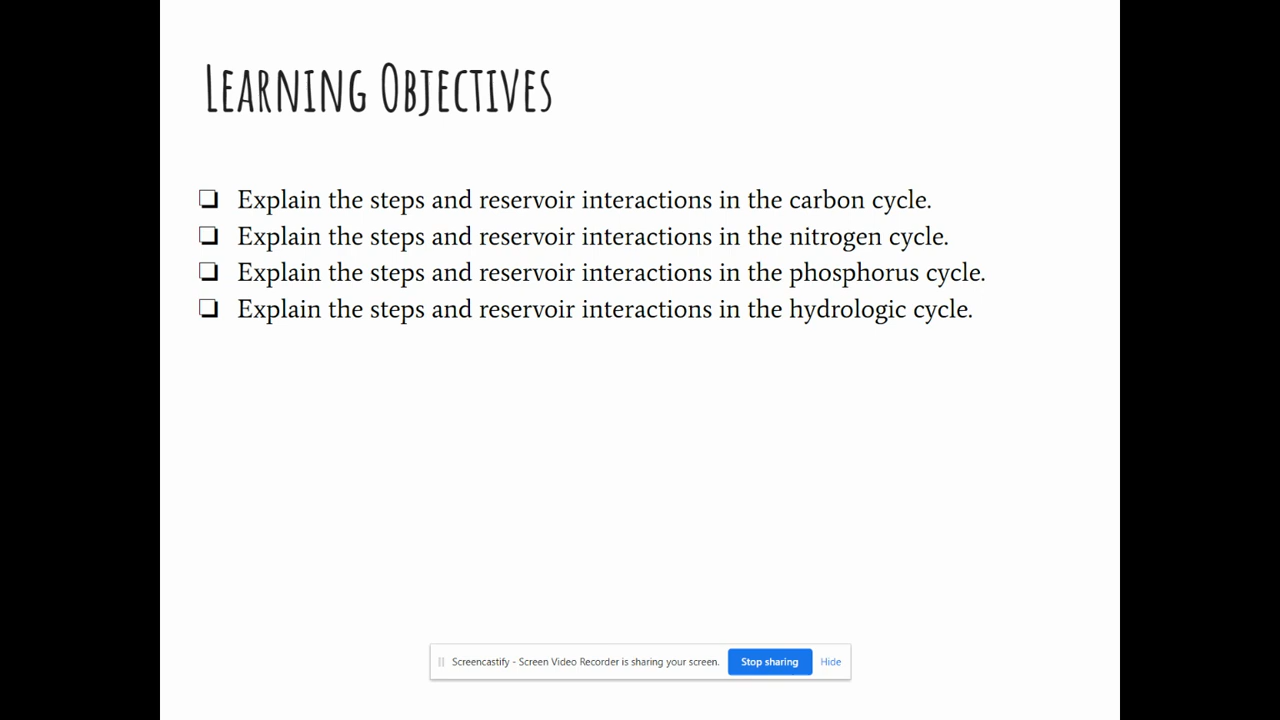 Learning Objectives
❏ Explain the steps and reservoir interactions in the carbon cycle.
❏ Explain the steps and reservoir interactions in the nitrogen cycle.
❏ Explain the steps and reservoir interactions in the phosphorus cycle.
❏ Explain the steps and reservoir interactions in the hydrologic cycle.
Screencastify - Screen Video Recorder is sharing your screen. Stop sharing Hide